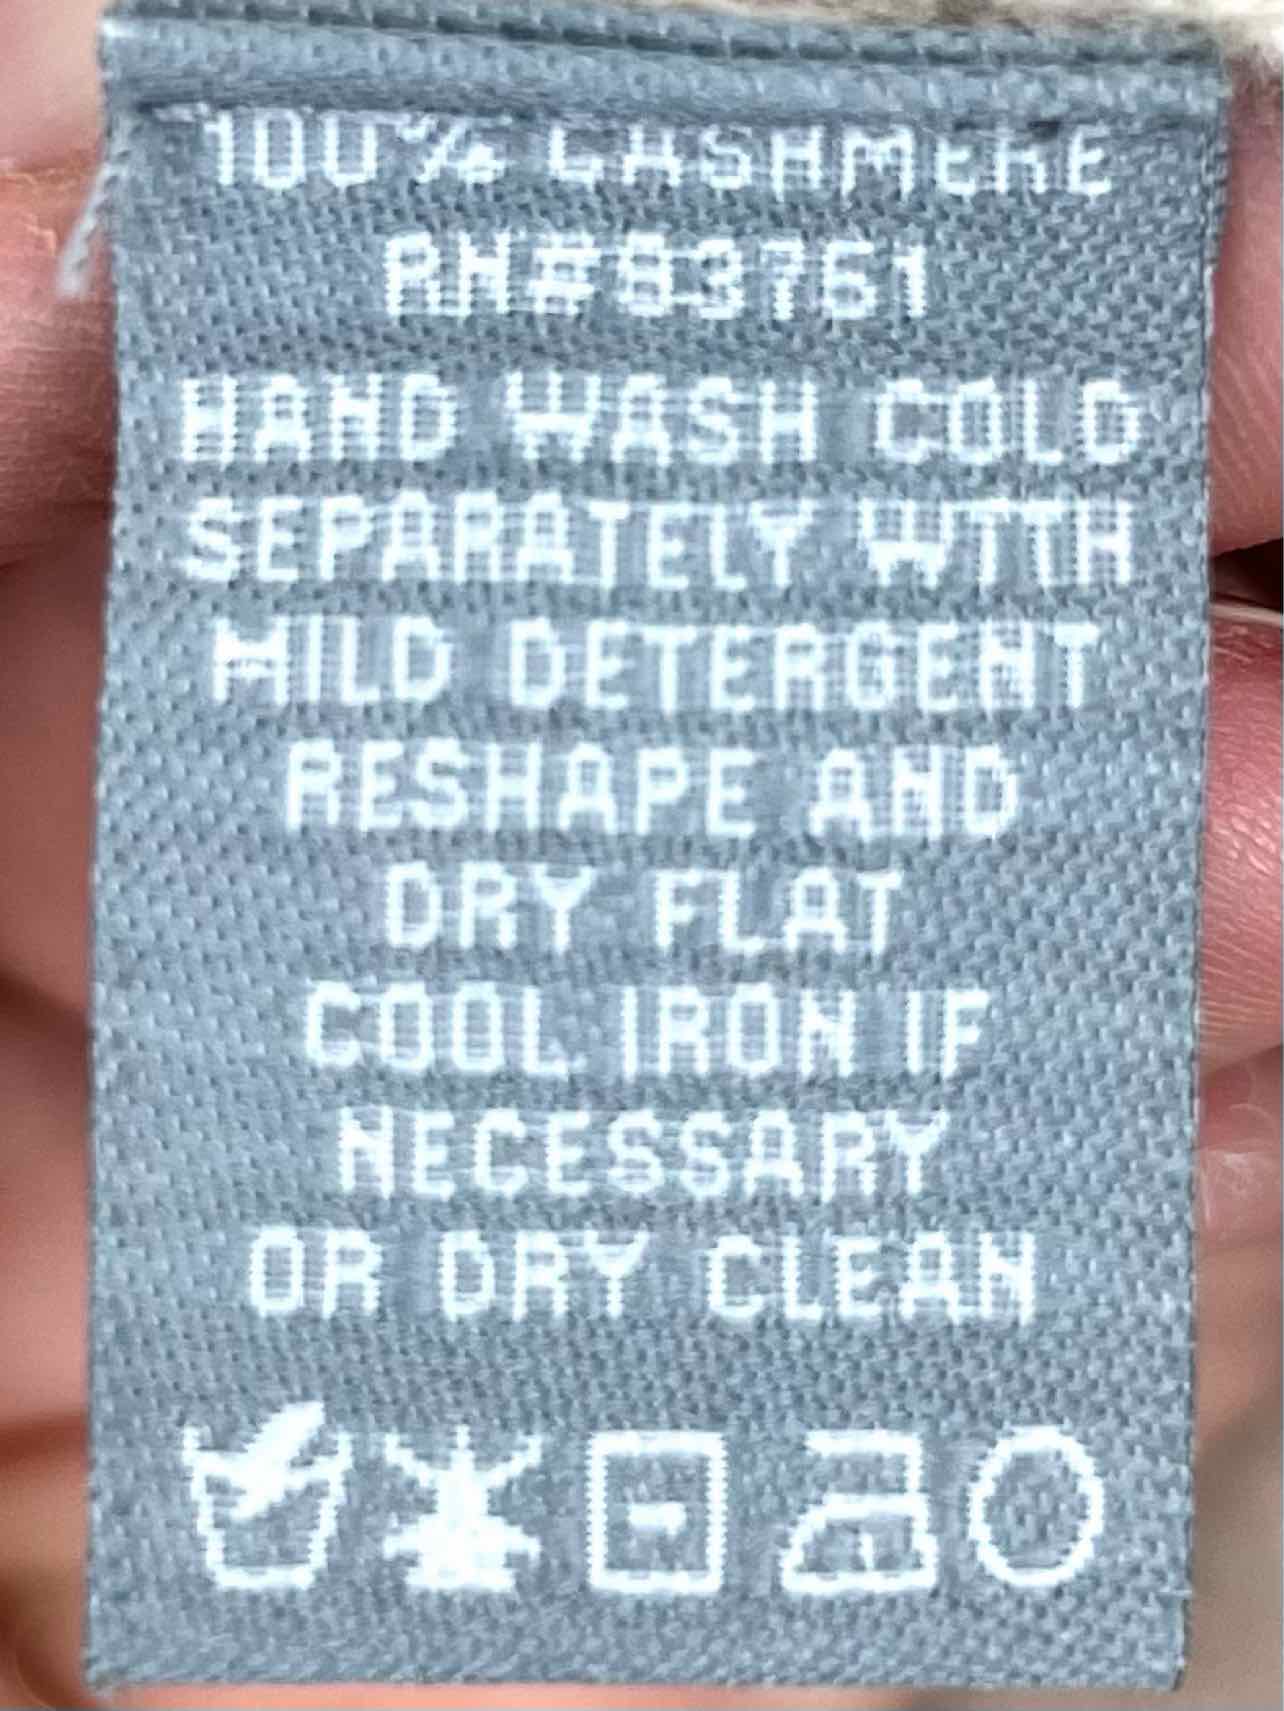 100% CASHMERE
RN#83761
HAND WASH COLD
SEPARATELY WITH
MILD DETERGENT
RESHAPE AND
DRY FLAT
COOL IRON IF
NECESSARY
OR DRY CLEAN